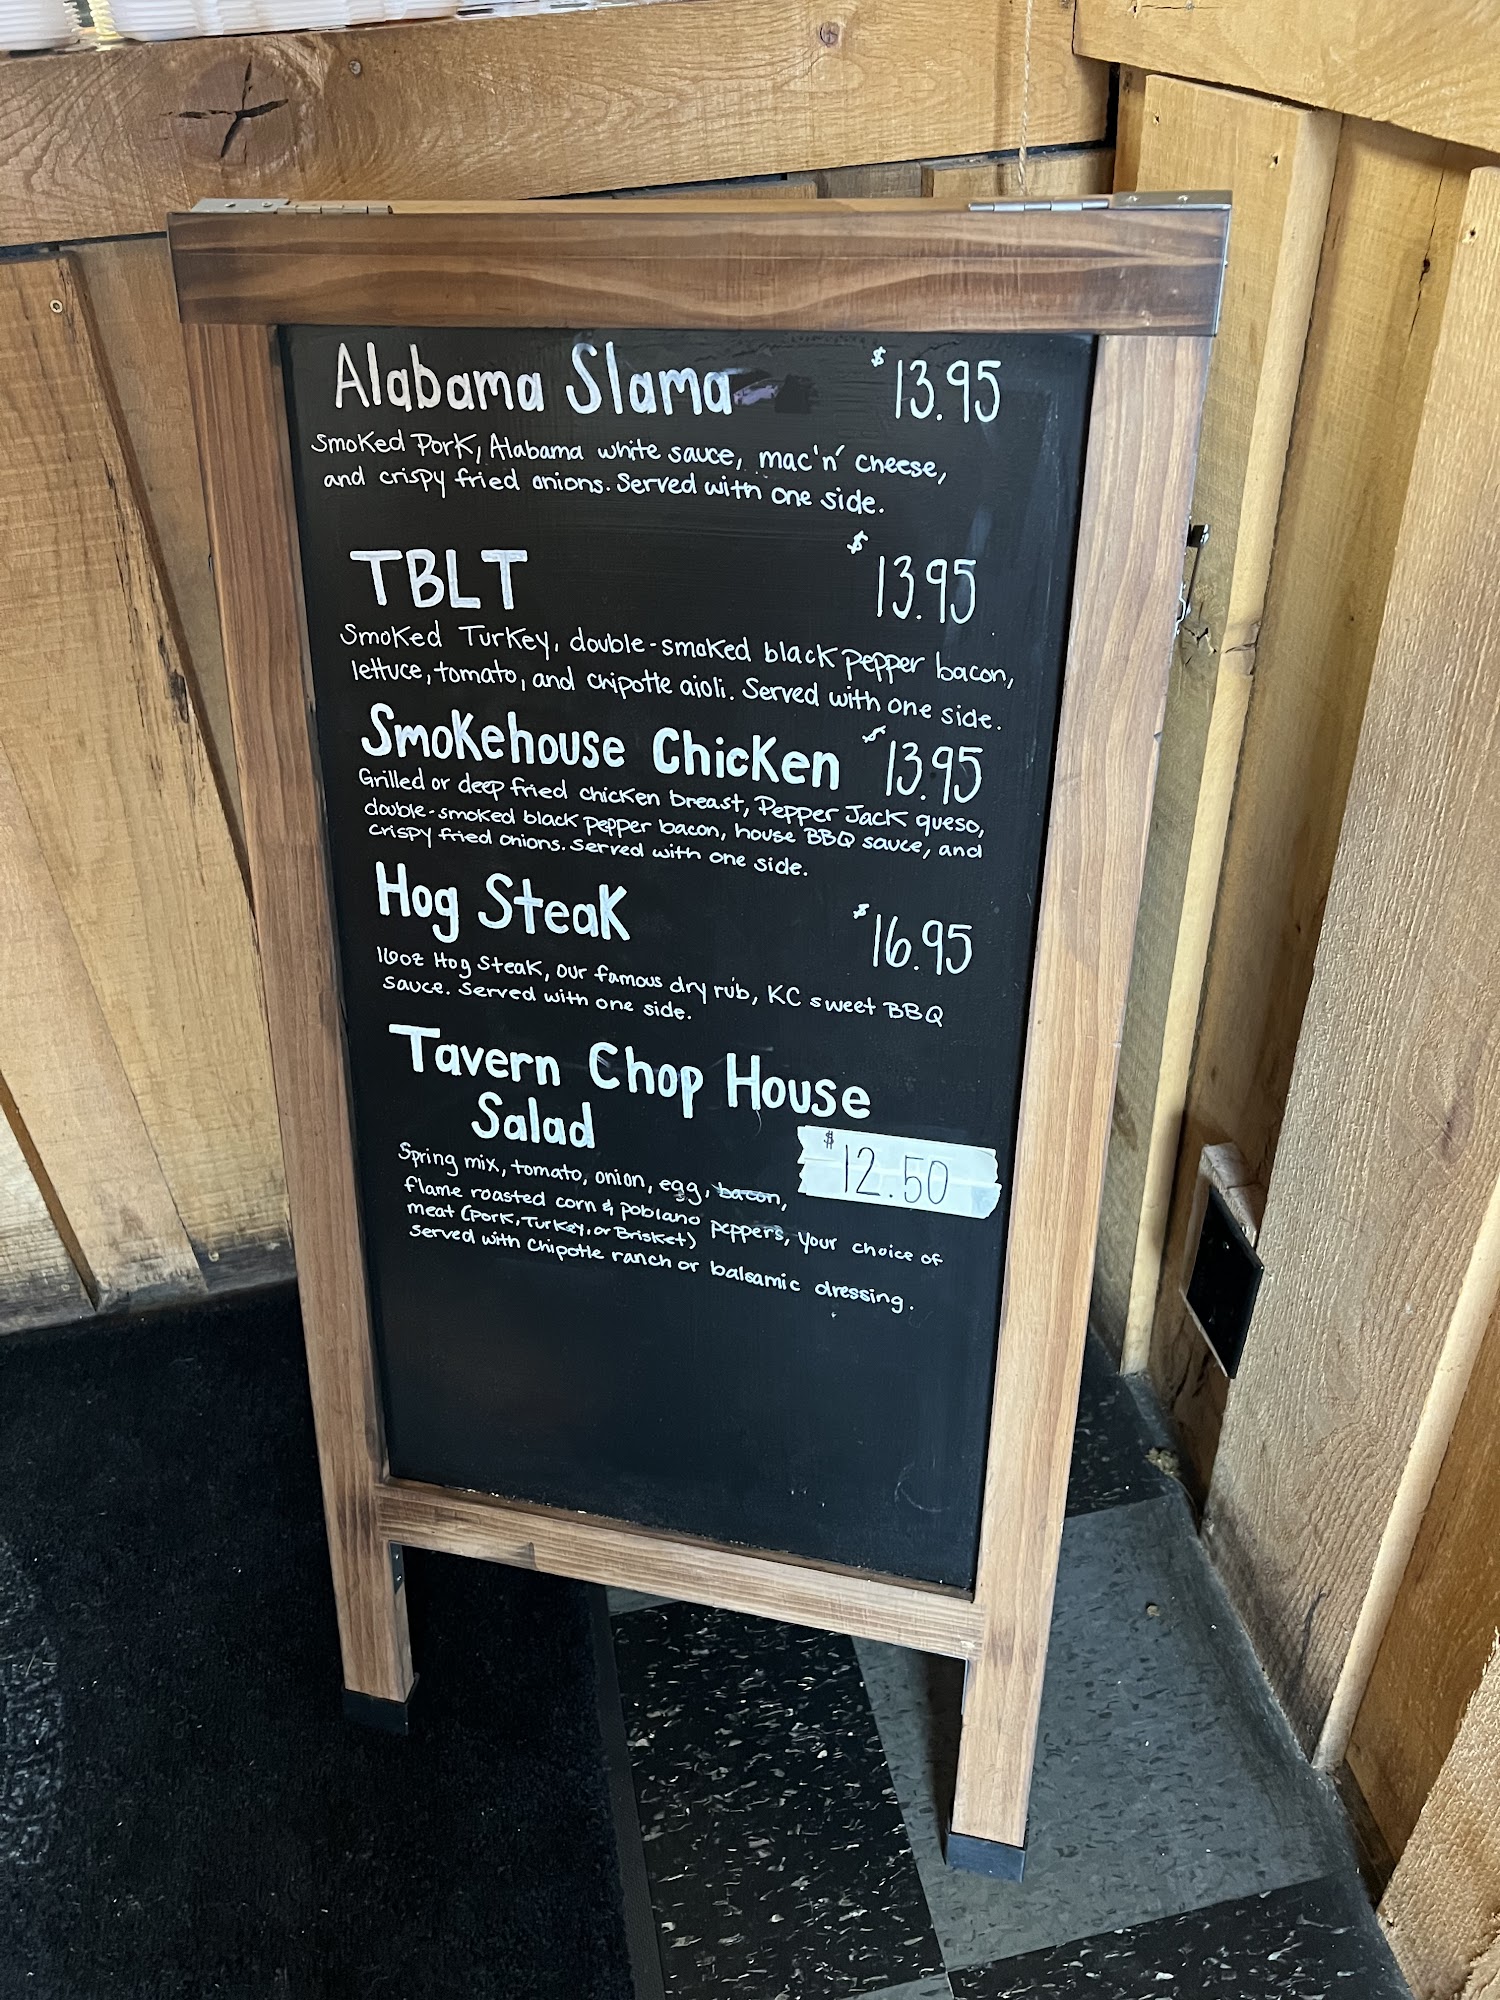 Alabama Slama $13.95
Smoked Pork, Alabama white sauce, mac'n' cheese,
and crispy fried onions. Served with one side.
TBLT $13.95
Smoked Turkey, double-smoked black pepper bacon,
lettuce, tomato, and chipotle aioli. Served with one side.
Smokehouse Chicken $13.95
Grilled or deep fried chicken breast, Pepper Jack queso,
double-smoked black pepper bacon, house BBQ sauce, and
crispy fried onions. Served with one side.
Hog Steak $16.95
16oz Hog Steak, our famous dry rub, KC sweet BBQ
sauce. Served with one side.
Tavern Chop House
Salad $12.50
Spring mix, tomato, onion, egg, bacon,
flame roasted corn & poblano peppers, your choice of
meat (Pork, Turkey, or Brisket)
served with Chipotle ranch or balsamic dressing.